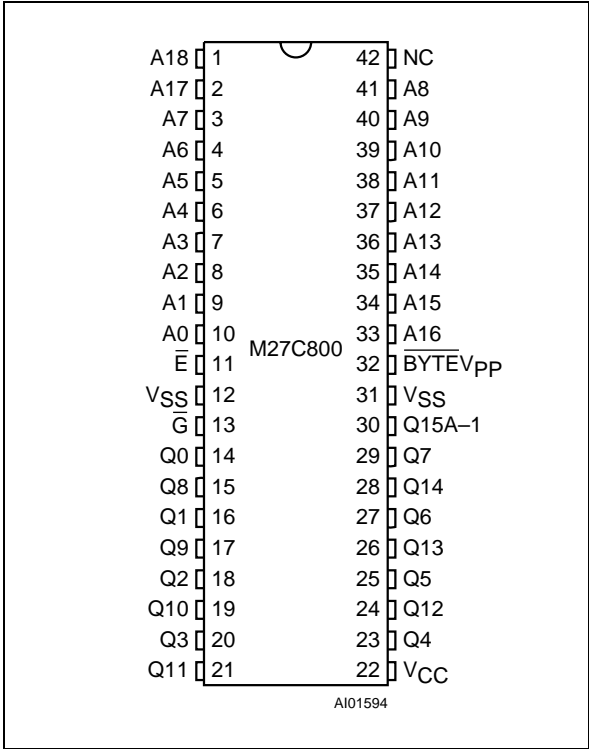 A18 1 42 NC
A17 2 41 A8
A7 3 40 A9
A6 4 39 A10
A5 5 38 A11
A4 6 37 A12
A3 7 36 A13
A2 8 35 A14
A1 9 34 A15
A0 10 M27C800 33 A16
E̅ 11 32 B̅Y̅T̅E̅VPP
VSS 12 31 VSS
G̅ 13 30 Q15A–1
Q0 14 29 Q7
Q8 15 28 Q14
Q1 16 27 Q6
Q9 17 26 Q13
Q2 18 25 Q5
Q10 19 24 Q12
Q3 20 23 Q4
Q11 21 22 VCC
AI01594